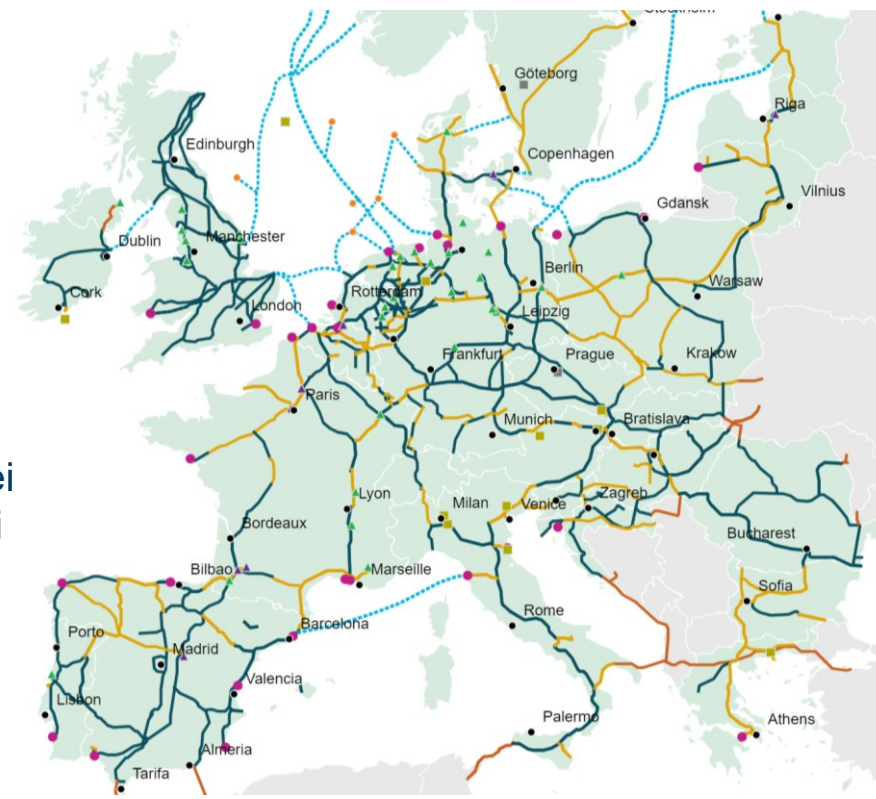 Stockholm
Göteborg
Riga
Edinburgh
Copenhagen
Vilnius
Gdansk
Dublin
Manchester
Berlin
Warsaw
Cork
Rotterdam
London
Leipzig
Frankfurt
Prague
Krakow
Paris
Munich
Bratislava
ei
i
Lyon
Milan
Venice
Zagreb
Bordeaux
Bucharest
Bilbao
Marseille
Sofia
Rome
Barcelona
Porto
Madrid
Valencia
Lisbon
Palermo
Athens
Almeria
Tarifa